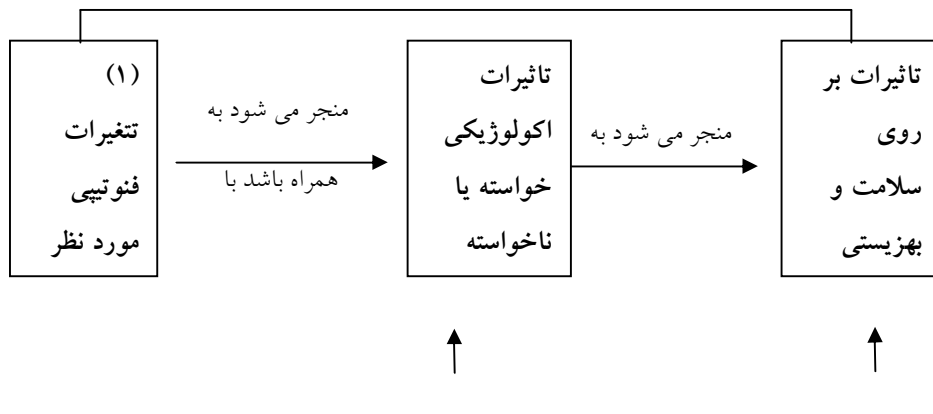 (۱)
تتغیرات
فنوتیپی
مورد نظر
منجر می شود به
همراه باشد با
تاثیرات
اکولوژیکی
خواسته یا
ناخواسته
منجر می شود به
تاثیرات بر
روی
سلامت و
بهزیستی